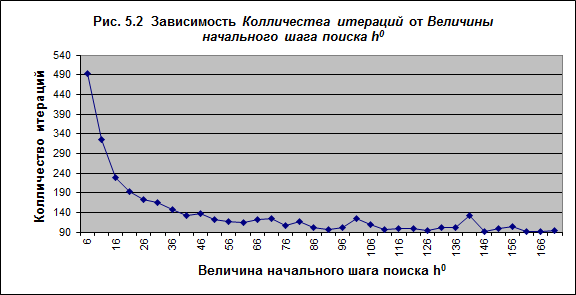 Рис. 5.2 Зависимость Колличества итераций от Величины
начального шага поиска h⁰
Колличество итераций
540
490
440
390
340
290
240
190
140
90
6 16 26 36 46 56 66 76 86 96 106 116 126 136 146 156 166
Величина начального шага поиска h⁰